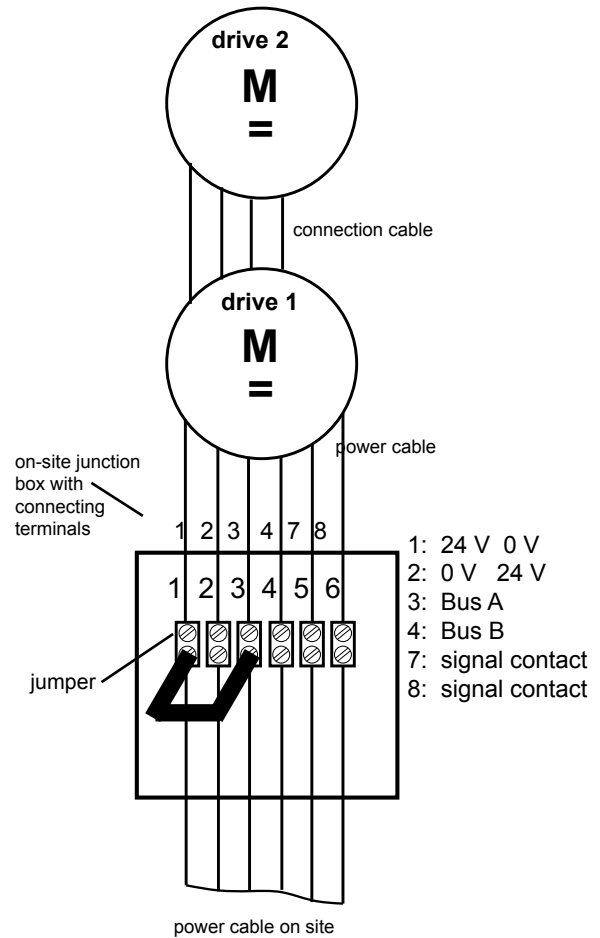 drive 2
M
=
connection cable
drive 1
M
=
power cable
on-site junction
box with
connecting
terminals
1 2 3 4 7 8
1 2 3 4 5 6
1: 24 V 0 V
2: 0 V 24 V
3: Bus A
4: Bus B
7: signal contact
8: signal contact
jumper
power cable on site